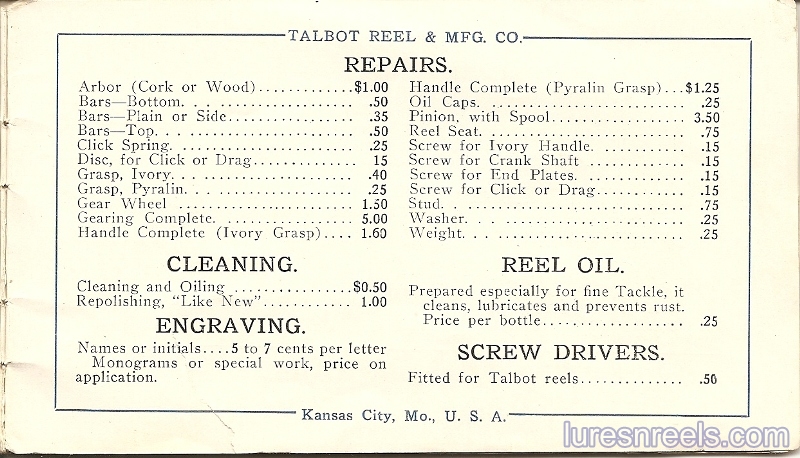 TALBOT REEL & MFG. CO.
REPAIRS.
Arbor (Cork or Wood).............$1.00
Bars—Bottom. . . . . . . . . . . . . . . . . . .50
Bars—Plain or Side................. .35
Bars—Top. . . . . . . . . . . . . . . . . . . . . .50
Click Spring. . . . . . . . . . . . . . . . . . . .25
Disc, for Click or Drag.............. 15
Grasp, Ivory. . . . . . . . . . . . . . . . . . . .40
Grasp, Pyralin. . . . . . . . . . . . . . . . . .25
Gear Wheel ...................... 1.50
Gearing Complete. ................ 5.00
Handle Complete (Ivory Grasp).... 1.60
Handle Complete (Pyralin Grasp)...$1.25
Oil Caps. . . . . . . . . . . . . . . . . . . . . . .25
Pinion, with Spool.................. 3.50
Reel Seat. . . . . . . . . . . . . . . . . . . . . .75
Screw for Ivory Handle. ............ .15
Screw for Crank Shaft .............. .15
Screw for End Plates. .............. .15
Screw for Click or Drag............. .15
Stud. . . . . . . . . . . . . . . . . . . . . . . . . .75
Washer. . . . . . . . . . . . . . . . . . . . . . . .25
Weight. . . . . . . . . . . . . . . . . . . . . . . .25
CLEANING.
Cleaning and Oiling ................$0.50
Repolishing, "Like New"............ 1.00
ENGRAVING.
Names or initials....5 to 7 cents per letter
Monograms or special work, price on
application.
REEL OIL.
Prepared especially for fine Tackle, it
cleans, lubricates and prevents rust.
Price per bottle................... .25
SCREW DRIVERS.
Fitted for Talbot reels.............. .50
Kansas City, Mo., U. S. A.
luresnreels.com